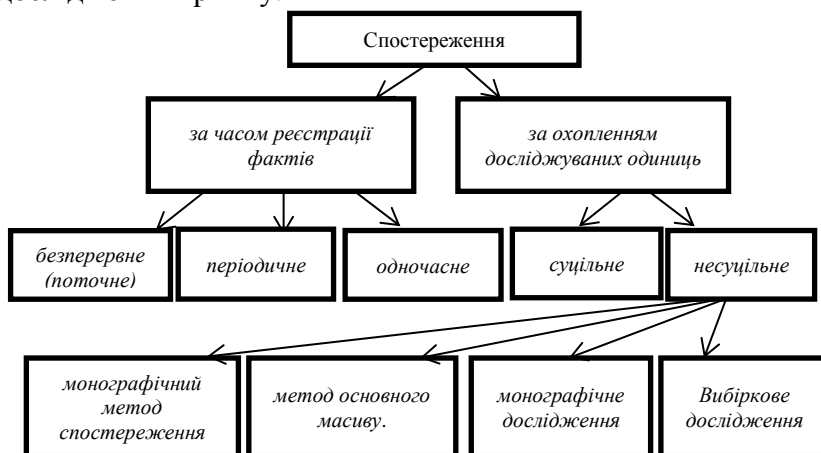 Спостереження
за часом реєстрації
фактів
за охопленням
досліджуваних одиниць
безперервне
(поточне)
періодичне
одночасне
суцільне
несуцільне
монографічний
метод
спостереження
метод основного
масиву.
монографічне
дослідження
Вибіркове
дослідження